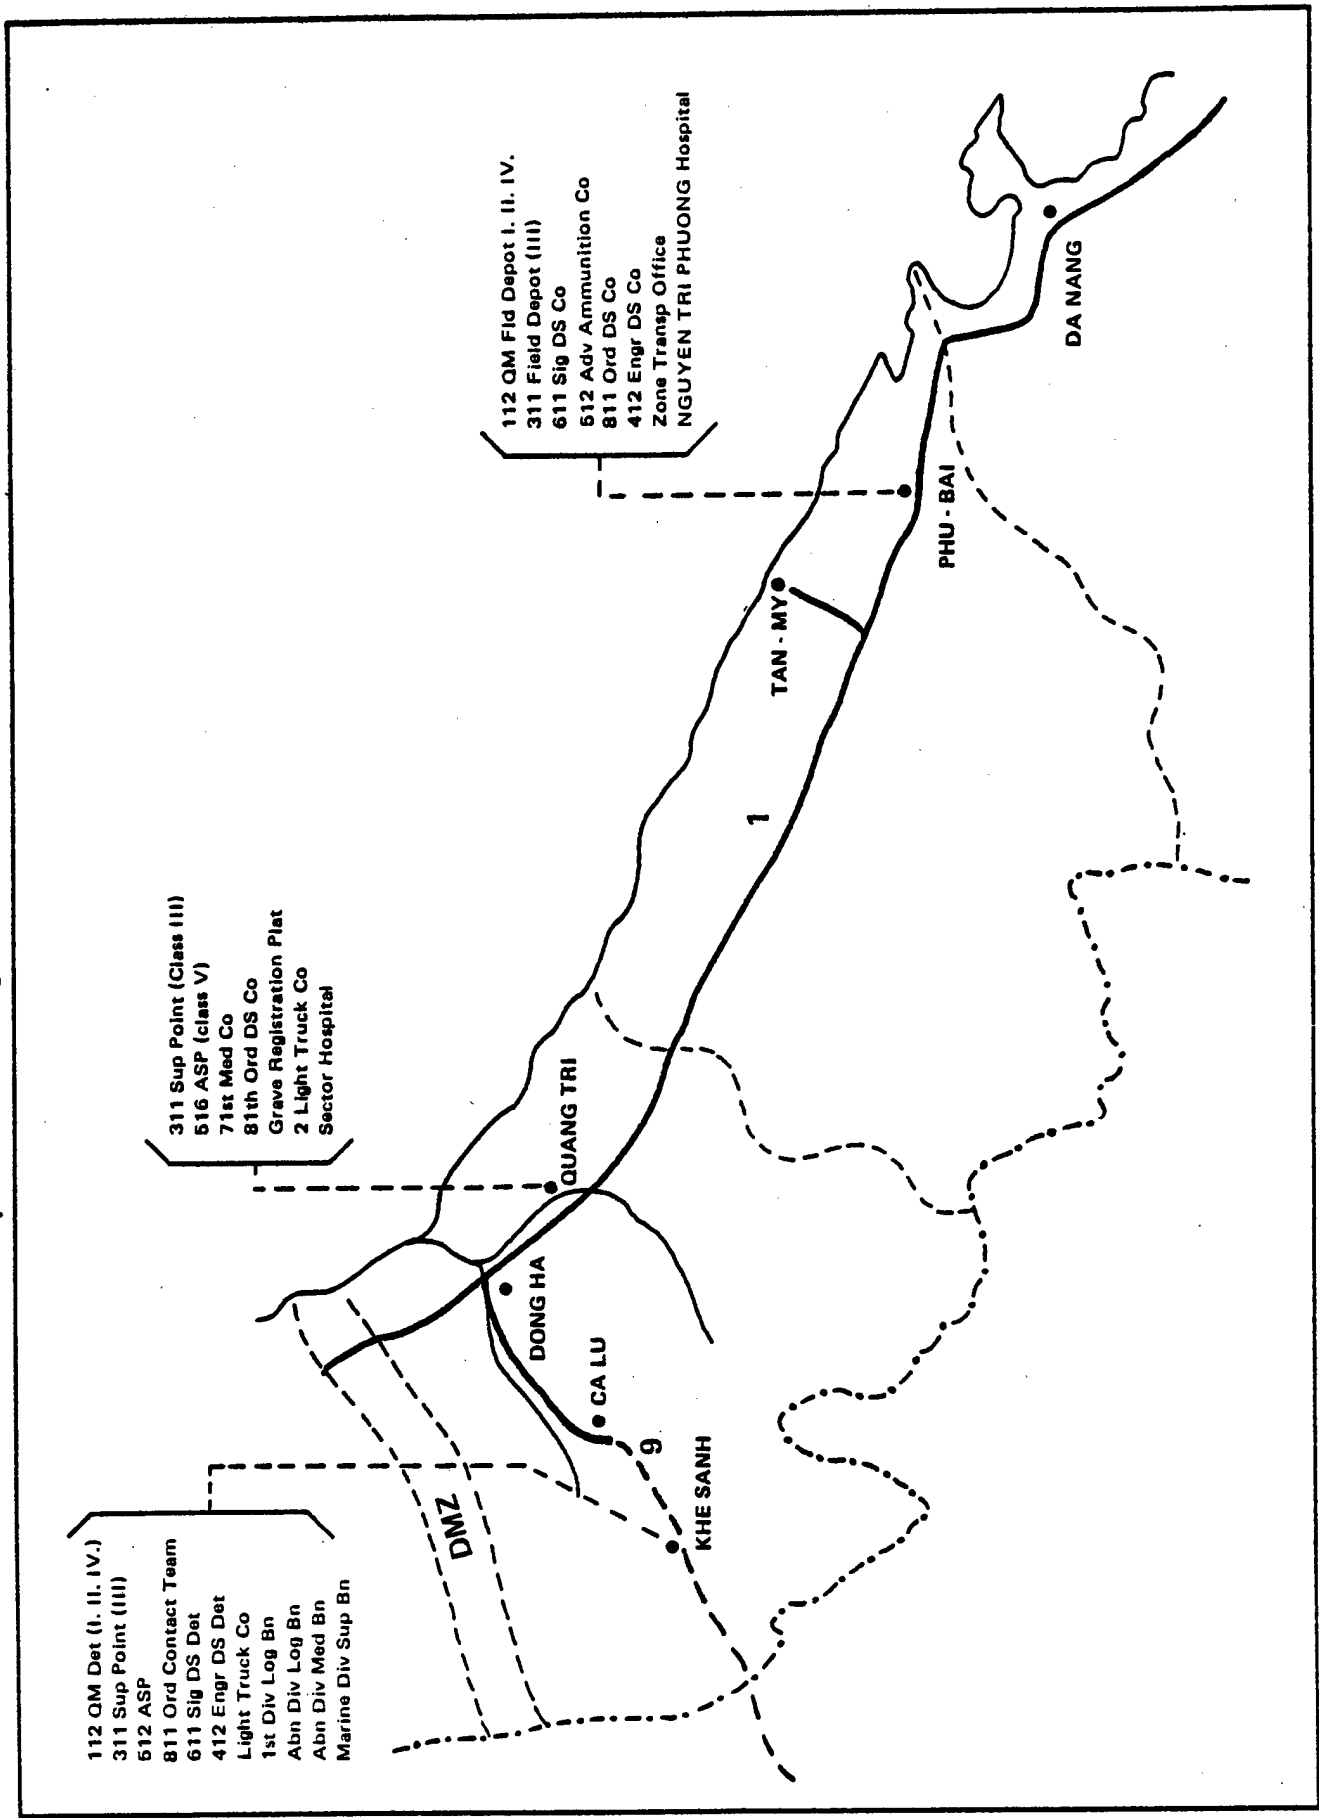 112 QM Det (I. II. IV.)
311 Sup Point (III)
512 ASP
811 Ord Contact Team
611 Sig DS Det
412 Engr DS Det
Light Truck Co
1st Div Log Bn
Abn Div Log Bn
Abn Div Med Bn
Marine Div Sup Bn
311 Sup Point (Class III)
516 ASP (class V)
71st Med Co
81th Ord DS Co
Grave Registration Plat
2 Light Truck Co
Sector Hospital
112 QM Fld Depot I. II. IV.
311 Field Depot (III)
611 Sig DS Co
512 Adv Ammunition Co
811 Ord DS Co
412 Engr DS Co
Zone Transp Office
NGUYEN TRI PHUONG Hospital
DMZ
DONG HA
QUANG TRI
CA LU
9
KHE SANH
1
TAN - MY
PHU - BAI
DA NANG